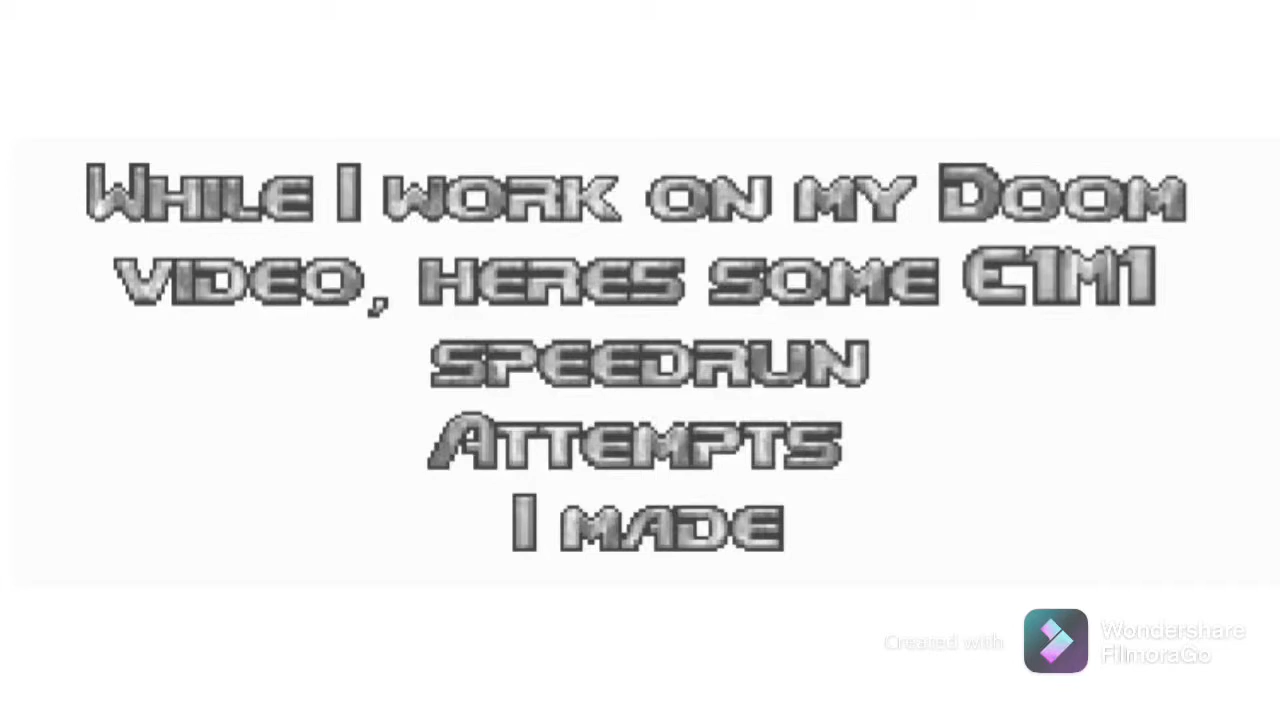 While I work on my Doom
video, heres some E1M1
speedrun
Attempts
I made
Created with
Wondershare
FilmoraGo